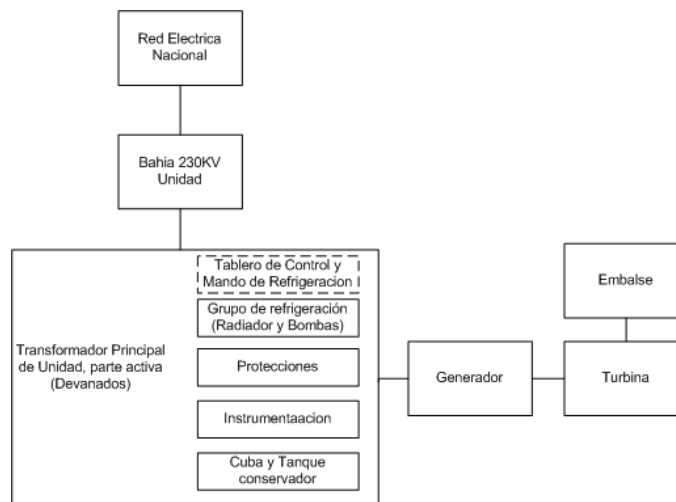 Red Electrica
Nacional
Bahia 230KV
Unidad
Tablero de Control y
Mando de Refrigeracion
Grupo de refrigeración
(Radiador y Bombas)
Transformador Principal
de Unidad, parte activa
(Devanados)
Protecciones
Instrumentaacion
Cuba y Tanque
conservador
Generador
Embalse
Turbina